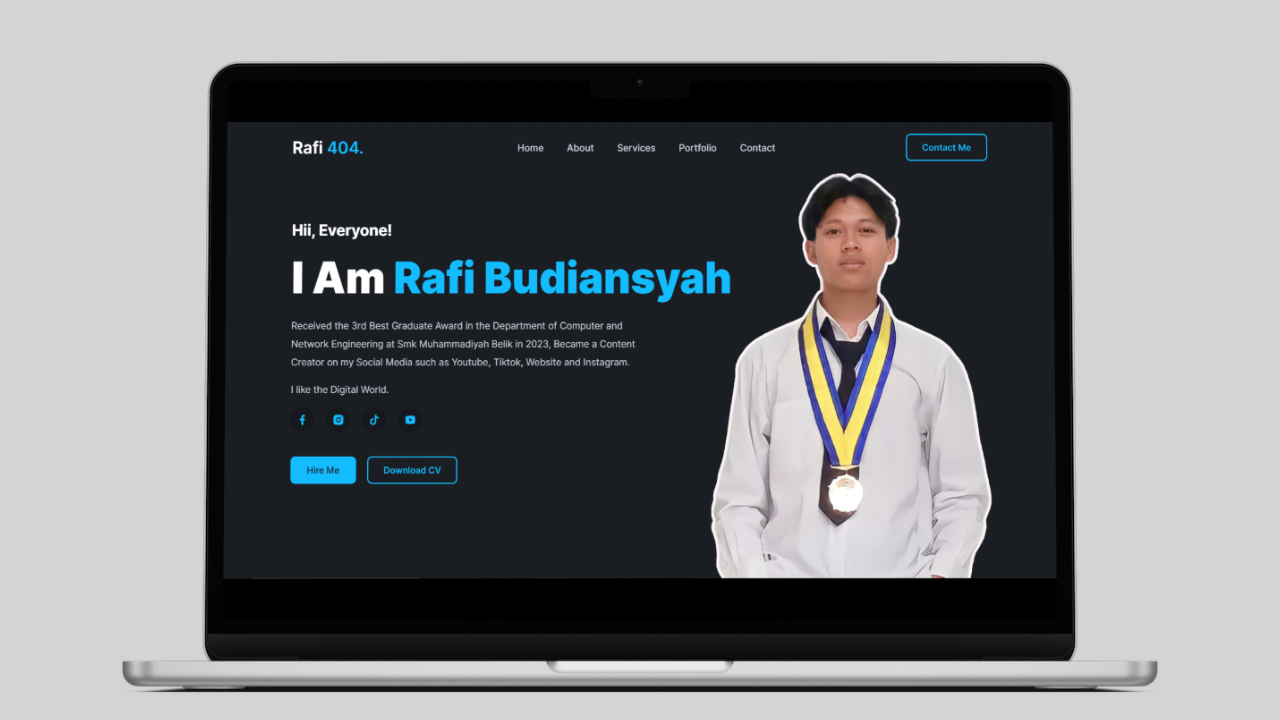 Rafi 404.
Home About Services Portfolio Contact
Contact Me
Hii, Everyone!
I Am Rafi Budiansyah
Received the 3rd Best Graduate Award in the Department of Computer and
Network Engineering at Smk Muhammadiyah Belik in 2023, Became a Content
Creator on my Social Media such as Youtube, Tiktok, Website and Instagram.
I like the Digital World.
Hire Me
Download CV